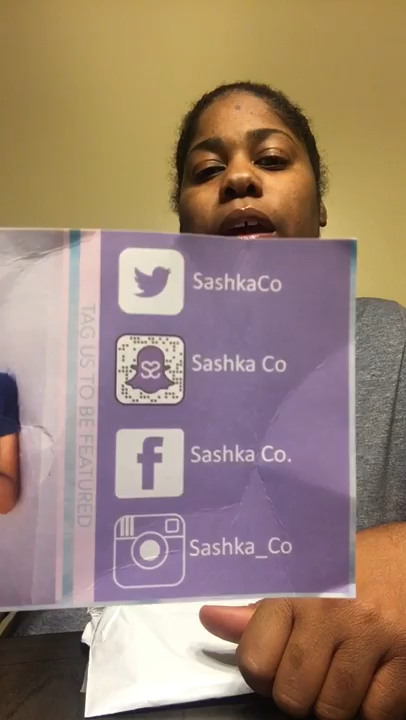 TAG US TO BE FEATURED
SashkaCo
Sashka Co
Sashka Co.
Sashka_Co